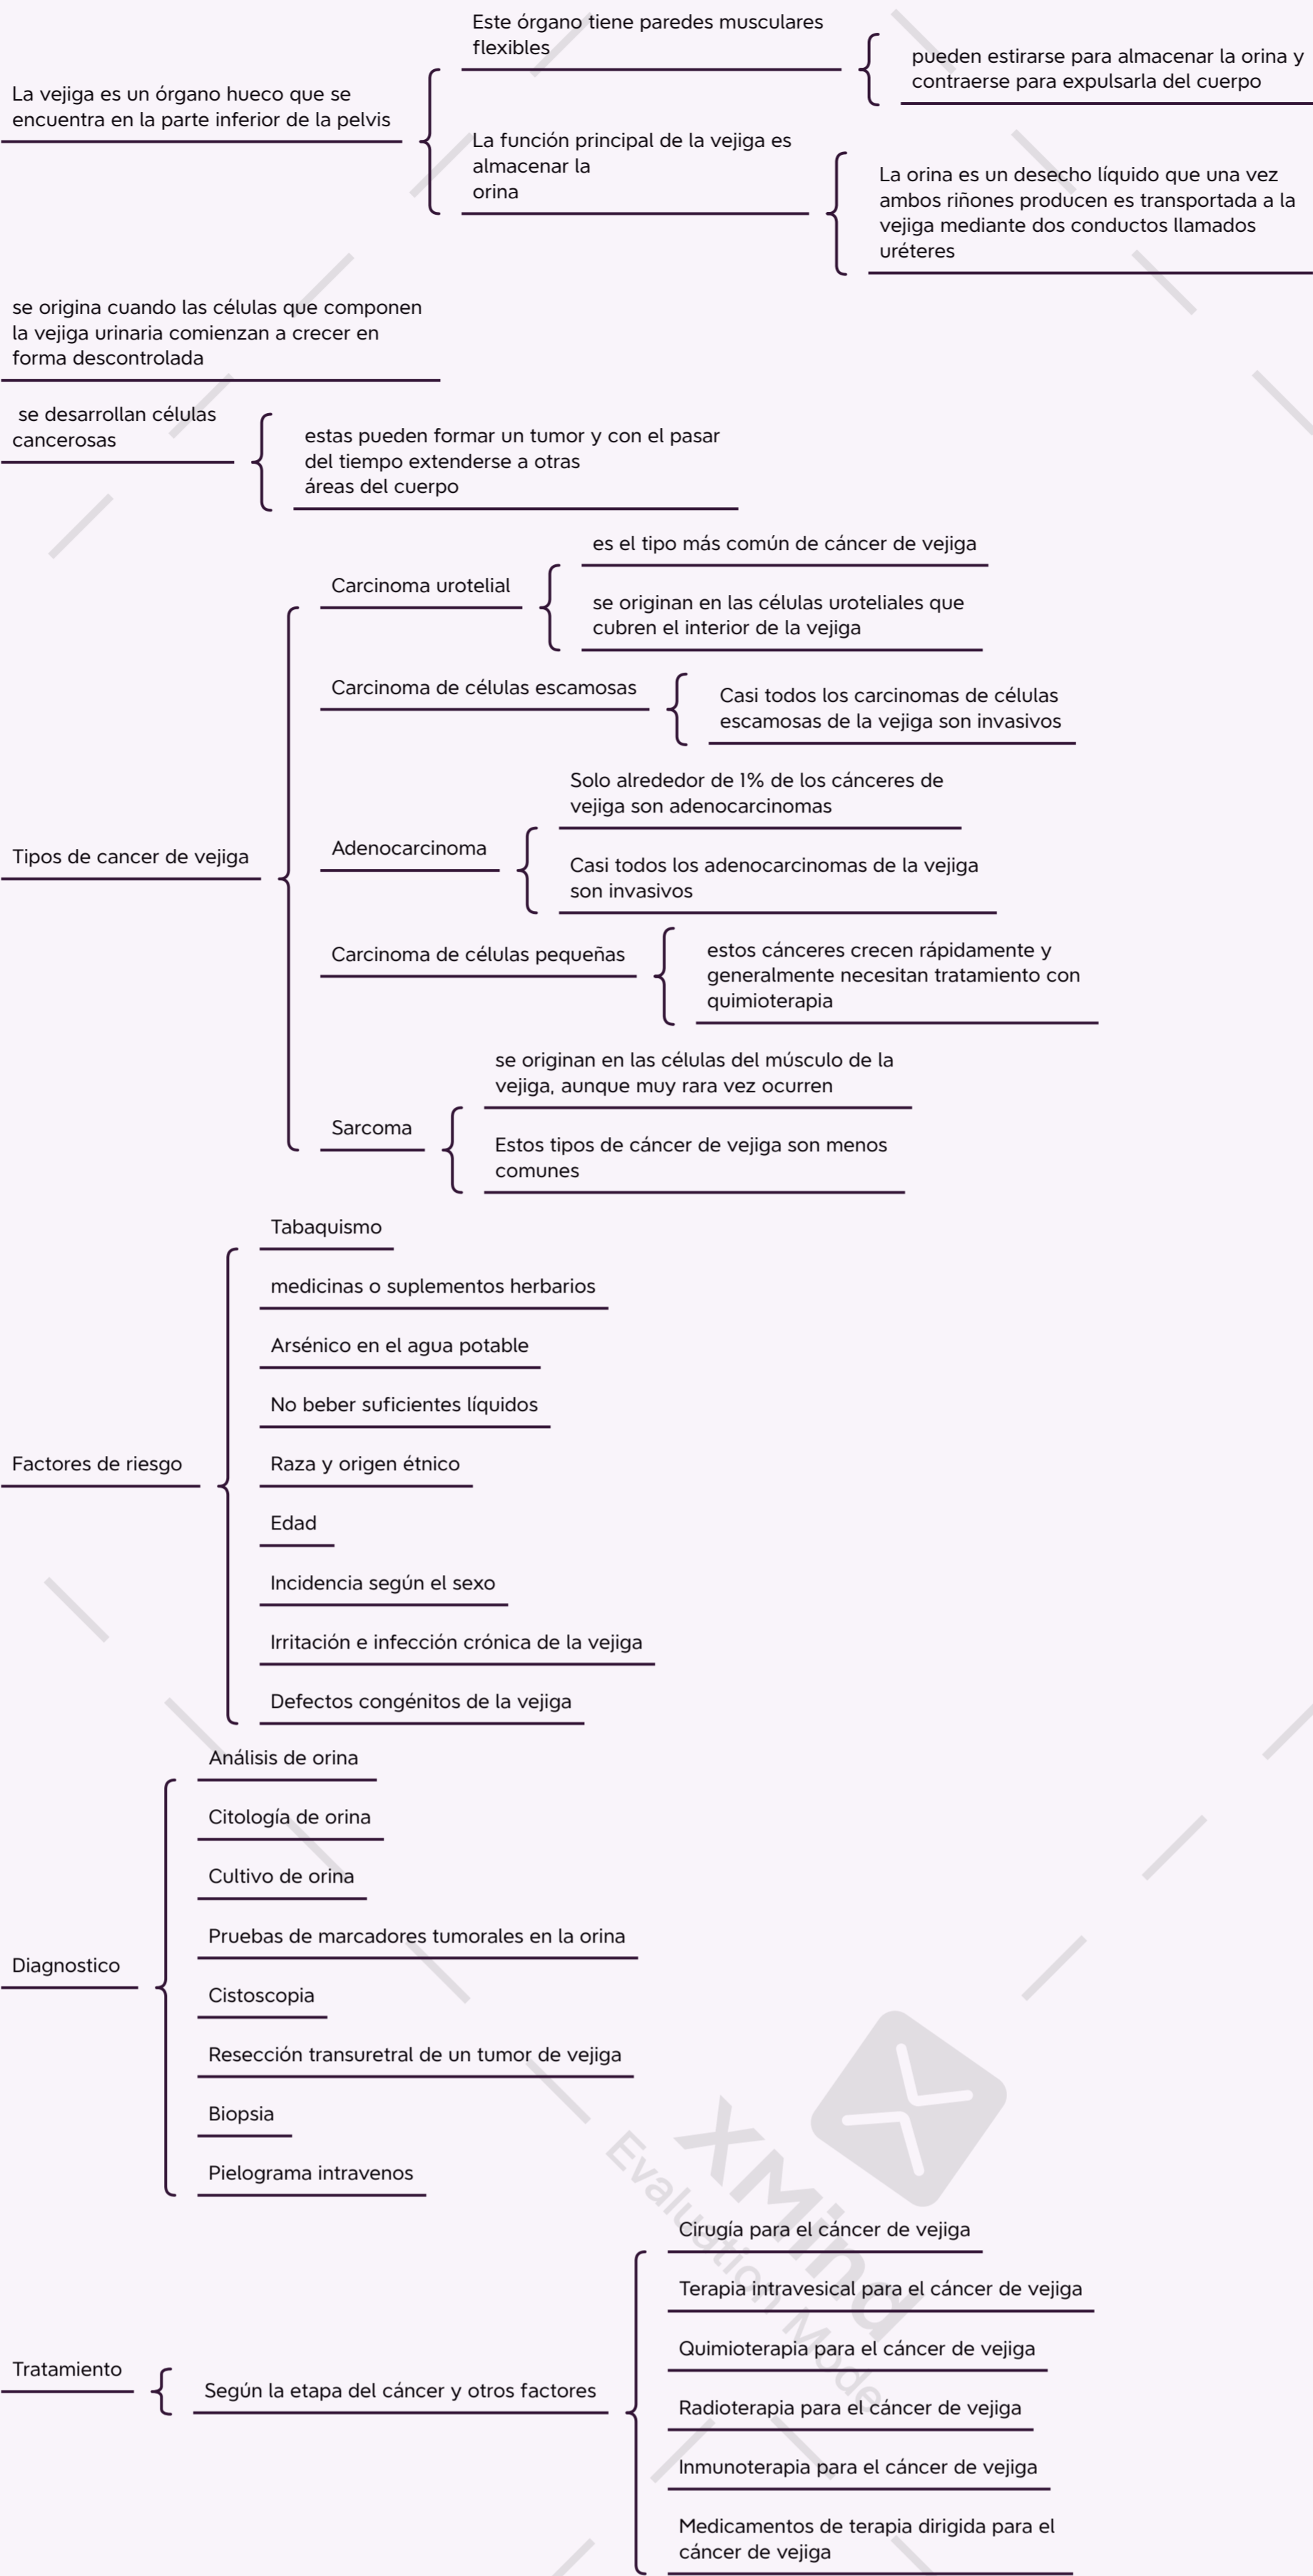 Este órgano tiene paredes musculares
flexibles
pueden estirarse para almacenar la orina y
contraerse para expulsarla del cuerpo
La vejiga es un órgano hueco que se
encuentra en la parte inferior de la pelvis
La función principal de la vejiga es
almacenar la
orina
La orina es un desecho líquido que una vez
ambos riñones producen es transportada a la
vejiga mediante dos conductos llamados
uréteres
se origina cuando las células que componen
la vejiga urinaria comienzan a crecer en
forma descontrolada
se desarrollan células
cancerosas
estas pueden formar un tumor y con el pasar
del tiempo extenderse a otras
áreas del cuerpo
Tipos de cancer de vejiga
Carcinoma urotelial
es el tipo más común de cáncer de vejiga
se originan en las células uroteliales que
cubren el interior de la vejiga
Carcinoma de células escamosas
Casi todos los carcinomas de células
escamosas de la vejiga son invasivos
Adenocarcinoma
Solo alrededor de 1% de los cánceres de
vejiga son adenocarcinomas
Casi todos los adenocarcinomas de la vejiga
son invasivos
Carcinoma de células pequeñas
estos cánceres crecen rápidamente y
generalmente necesitan tratamiento con
quimioterapia
Sarcoma
se originan en las células del músculo de la
vejiga, aunque muy rara vez ocurren
Estos tipos de cáncer de vejiga son menos
comunes
Factores de riesgo
Tabaquismo
medicinas o suplementos herbarios
Arsénico en el agua potable
No beber suficientes líquidos
Raza y origen étnico
Edad
Incidencia según el sexo
Irritación e infección crónica de la vejiga
Defectos congénitos de la vejiga
Diagnostico
Análisis de orina
Citología de orina
Cultivo de orina
Pruebas de marcadores tumorales en la orina
Cistoscopia
Resección transuretral de un tumor de vejiga
Biopsia
Pielograma intravenos
Tratamiento
Según la etapa del cáncer y otros factores
Cirugía para el cáncer de vejiga
Terapia intravesical para el cáncer de vejiga
Quimioterapia para el cáncer de vejiga
Radioterapia para el cáncer de vejiga
Inmunoterapia para el cáncer de vejiga
Medicamentos de terapia dirigida para el
cáncer de vejiga
XMind
Evaluation Mode